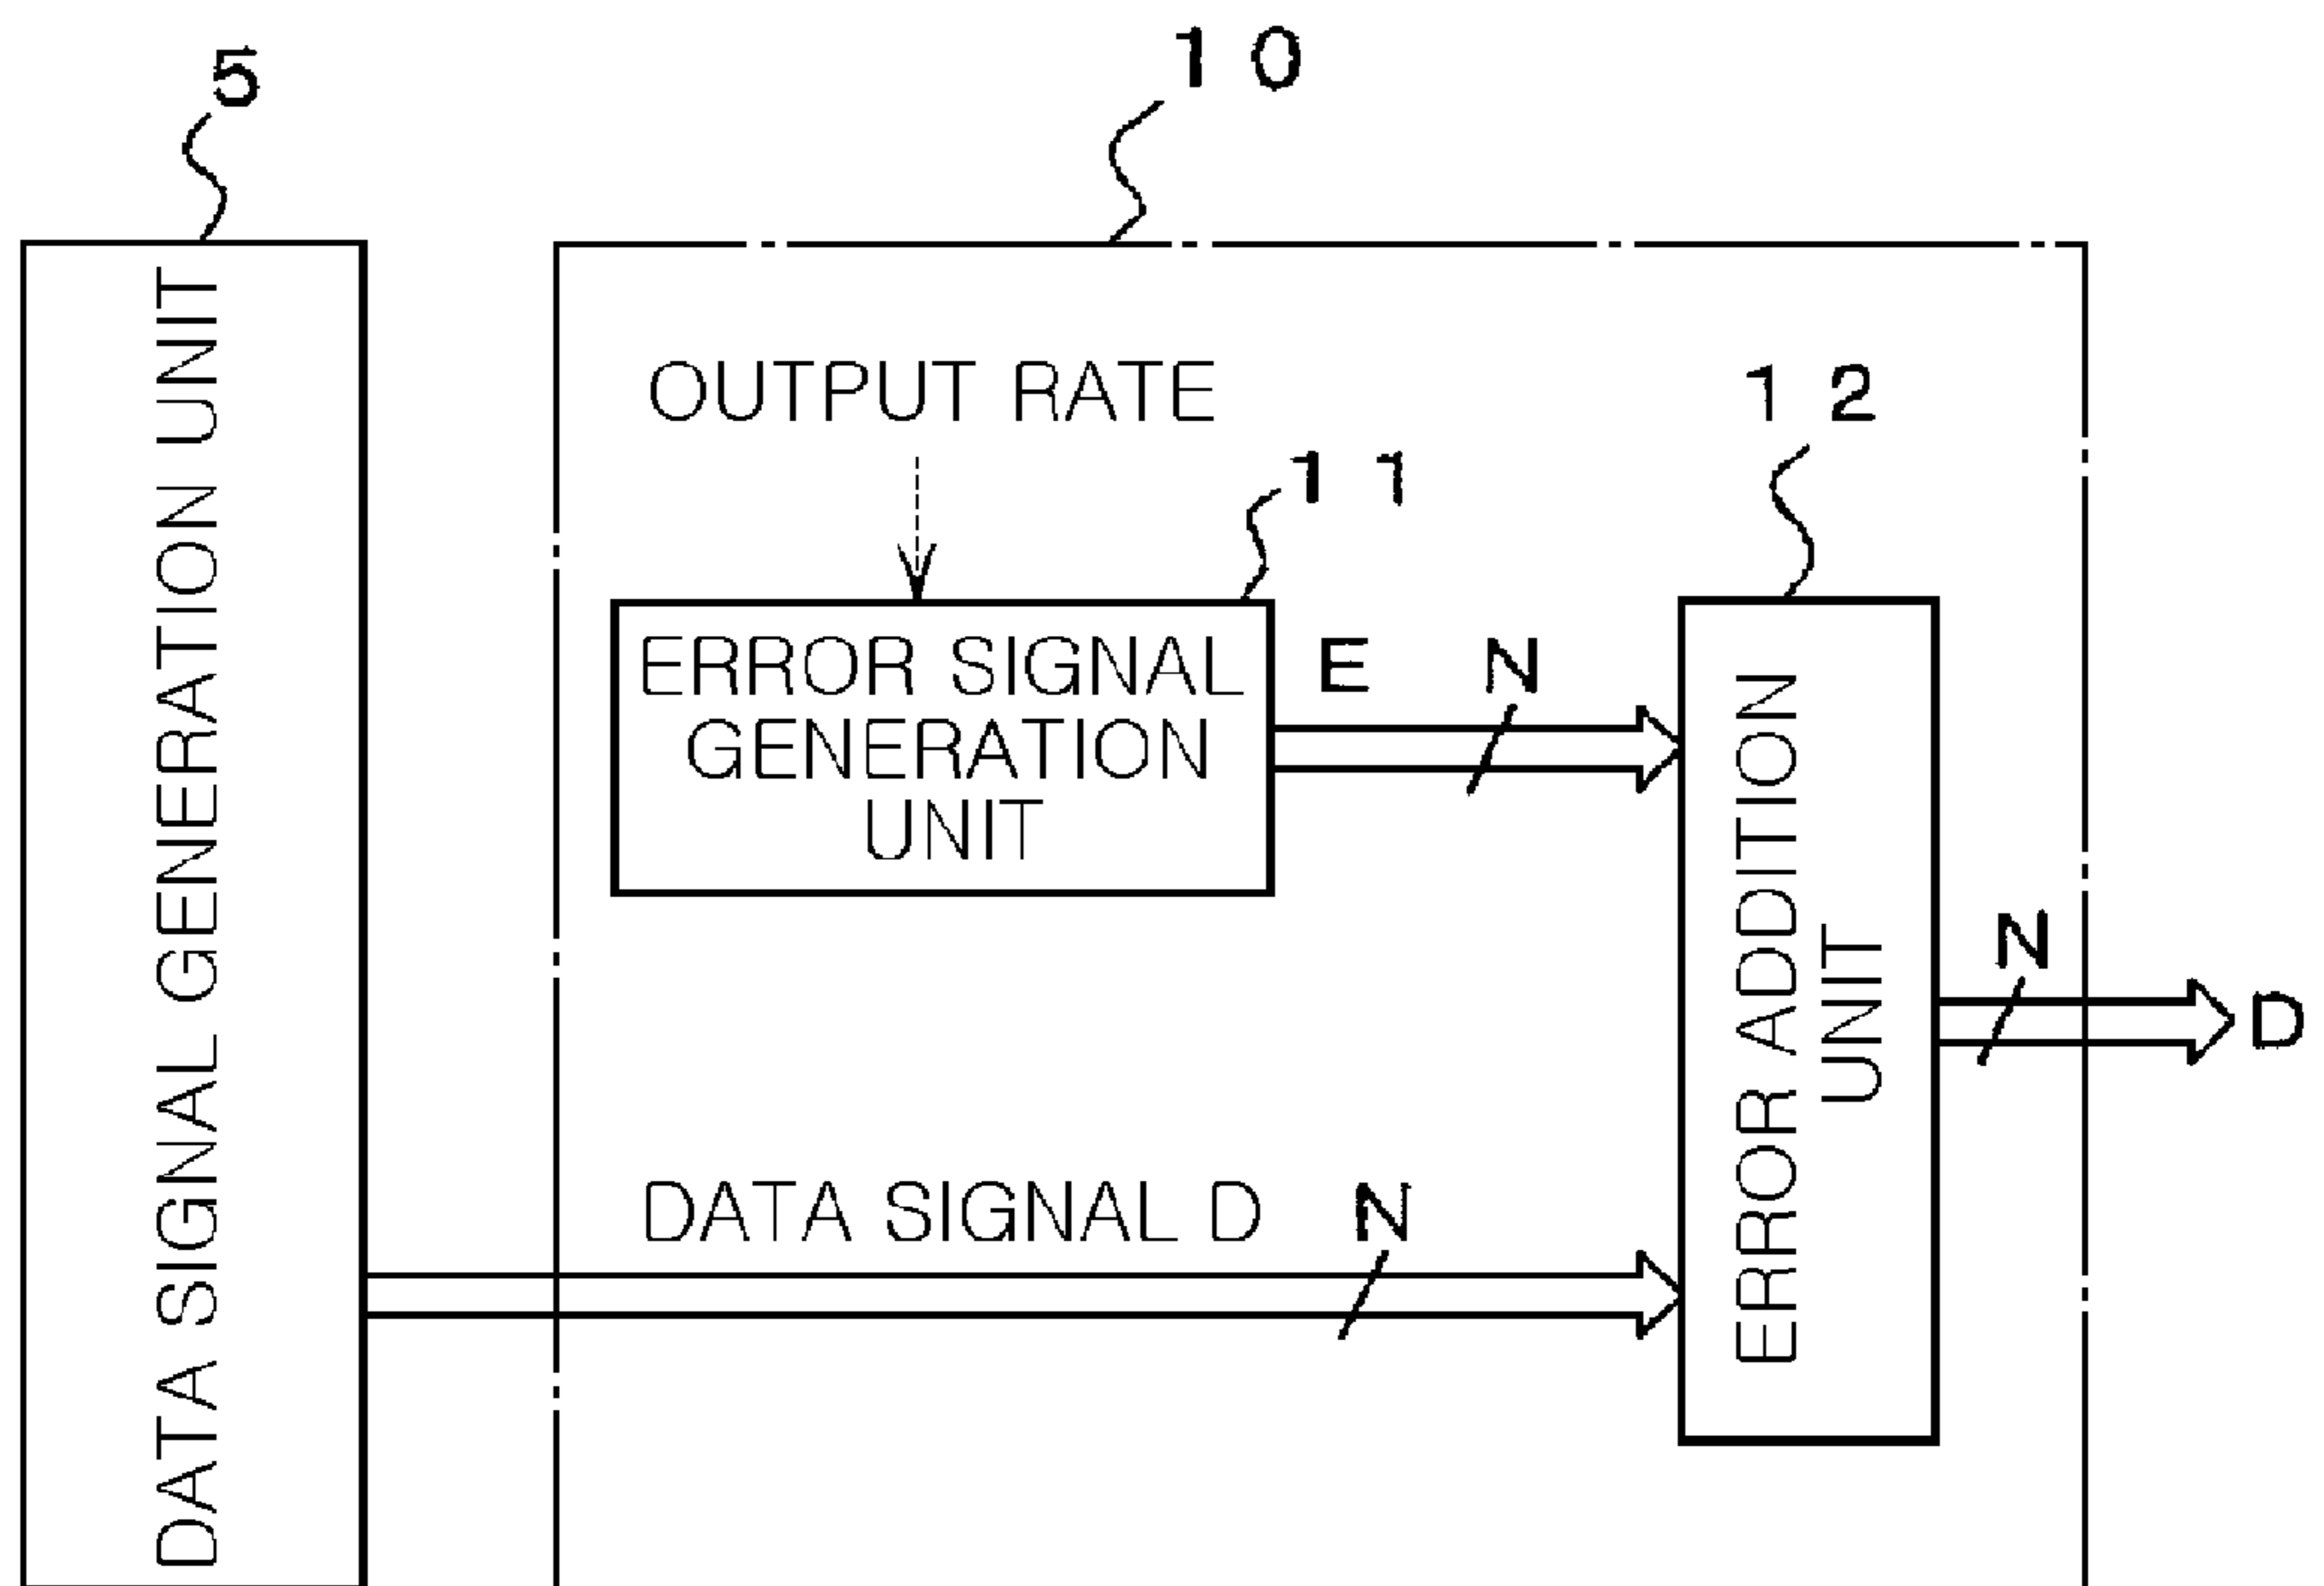 5
10
DATA SIGNAL GENERATION UNIT
OUTPUT RATE
11
12
ERROR SIGNAL
GENERATION
UNIT
E
N
ERROR ADDITION
UNIT
N
D
DATA SIGNAL D
N